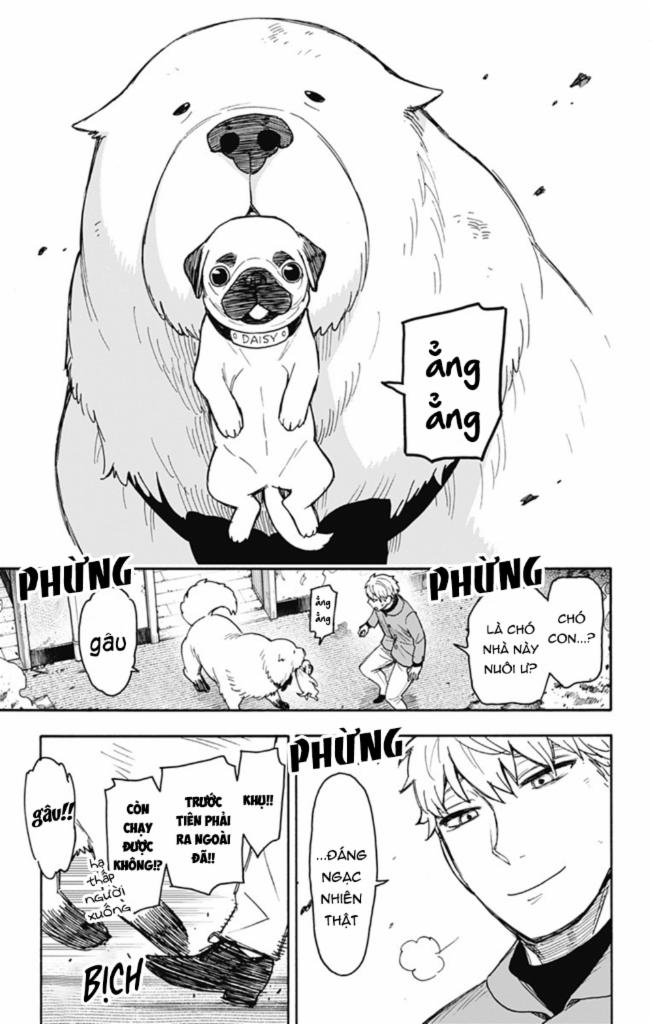 DAISY
ẳng
ẳng
PHỪNG
PHỪNG
CHÓ
CON...?
LÀ CHÓ
NHÀ NÀY
NUÔI Ư?
ẳng
ẳng
gâu
PHỪNG
...ĐÁNG
NGẠC
NHIÊN
THẬT
KHỤ!!
TRƯỚC
TIÊN PHẢI
RA NGOÀI
ĐÃ!!
CÒN
CHẠY
ĐƯỢC
KHÔNG!?
gâu!!
hạ
thấp
người
xuống
BỊCH